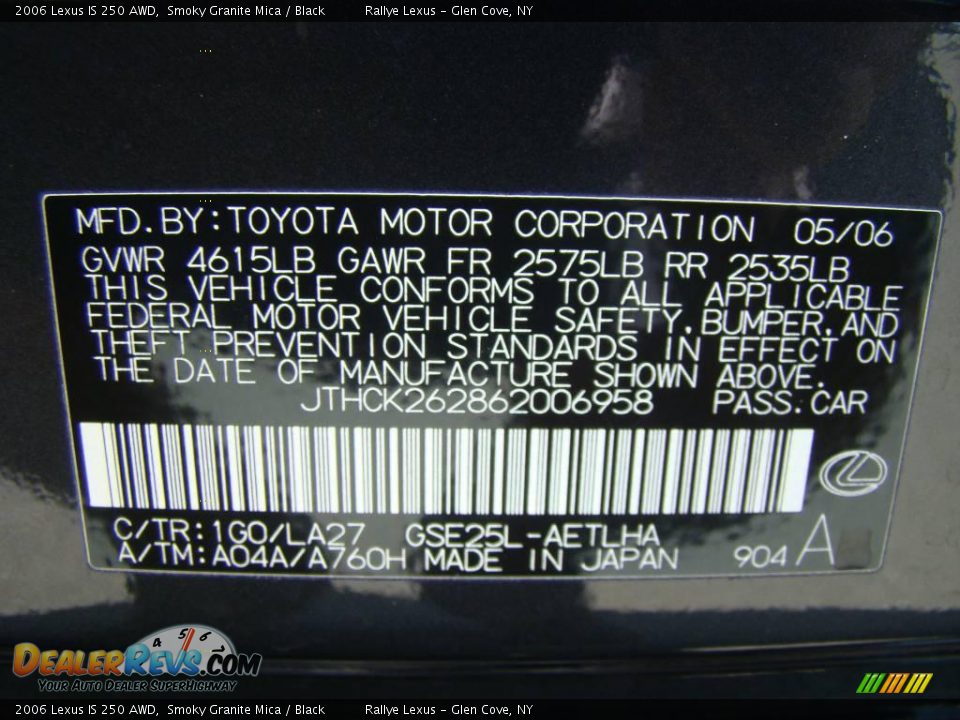 2006 Lexus IS 250 AWD, Smoky Granite Mica / Black Rallye Lexus - Glen Cove, NY
MFD.BY:TOYOTA MOTOR CORPORATION 05/06
GVWR 4615LB GAWR FR 2575LB RR 2535LB
THIS VEHICLE CONFORMS TO ALL APPLICABLE
FEDERAL MOTOR VEHICLE SAFETY,BUMPER,AND
THEFT PREVENTION STANDARDS IN EFFECT ON
THE DATE OF MANUFACTURE SHOWN ABOVE.
JTHCK262862006958 PASS.CAR
C/TR:1G0/LA27 GSE25L-AETLHA
A/TM:A04A/A760H MADE IN JAPAN 904 A
4 5 6
DEALERREVS.COM
YOUR AUTO DEALER SUPERHIGHWAY
2006 Lexus IS 250 AWD, Smoky Granite Mica / Black Rallye Lexus - Glen Cove, NY